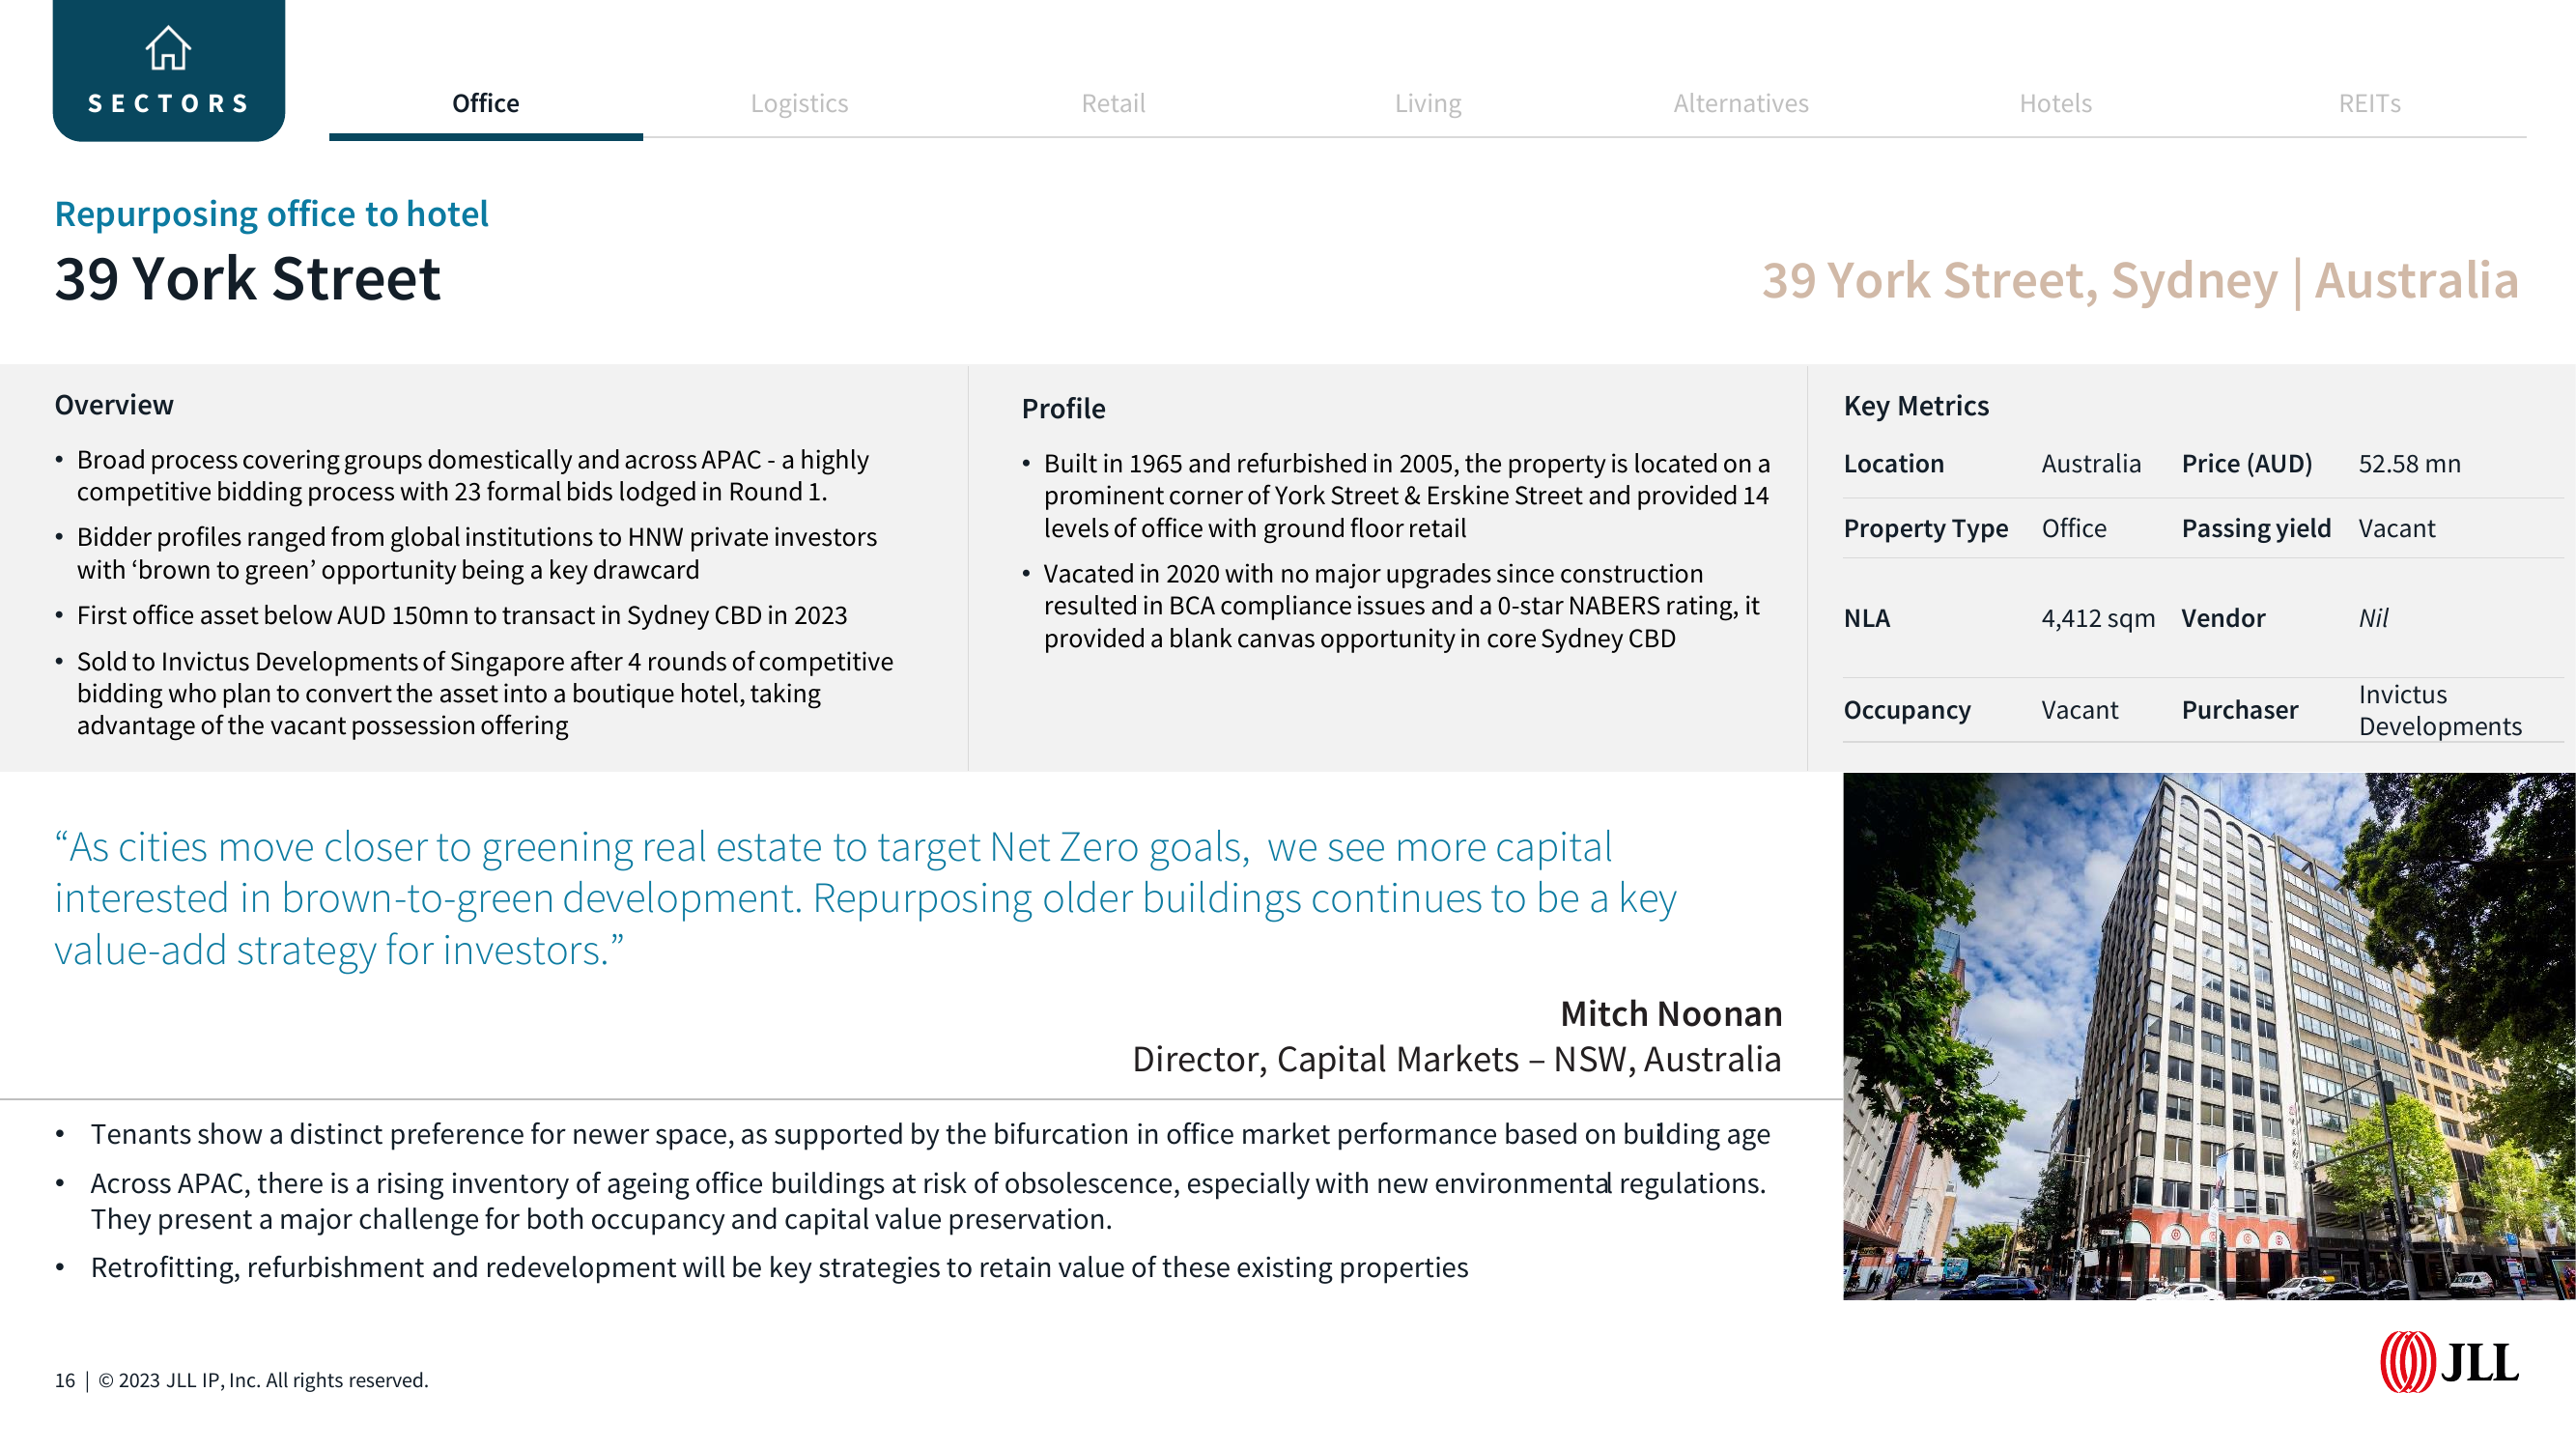 SECTORS
Office
Logistics
Retail
Living
Alternatives
Hotels
REITs
Repurposing office to hotel
39 York Street
39 York Street, Sydney | Australia
Overview
• Broad process covering groups domestically and across APAC - a highly
competitive bidding process with 23 formal bids lodged in Round 1.
• Bidder profiles ranged from global institutions to HNW private investors
with ‘brown to green’ opportunity being a key drawcard
• First office asset below AUD 150mn to transact in Sydney CBD in 2023
• Sold to Invictus Developments of Singapore after 4 rounds of competitive
bidding who plan to convert the asset into a boutique hotel, taking
advantage of the vacant possession offering
Profile
• Built in 1965 and refurbished in 2005, the property is located on a
prominent corner of York Street & Erskine Street and provided 14
levels of office with ground floor retail
• Vacated in 2020 with no major upgrades since construction
resulted in BCA compliance issues and a 0-star NABERS rating, it
provided a blank canvas opportunity in core Sydney CBD
Key Metrics
Location Australia Price (AUD) 52.58 mn
Property Type Office Passing yield Vacant
NLA 4,412 sqm Vendor Nil
Occupancy Vacant Purchaser Invictus
Developments
“As cities move closer to greening real estate to target Net Zero goals, we see more capital
interested in brown-to-green development. Repurposing older buildings continues to be a key
value-add strategy for investors.”
Mitch Noonan
Director, Capital Markets – NSW, Australia
• Tenants show a distinct preference for newer space, as supported by the bifurcation in office market performance based on building age
• Across APAC, there is a rising inventory of ageing office buildings at risk of obsolescence, especially with new environmental regulations.
They present a major challenge for both occupancy and capital value preservation.
• Retrofitting, refurbishment and redevelopment will be key strategies to retain value of these existing properties
16 | © 2023 JLL IP, Inc. All rights reserved.
JLL